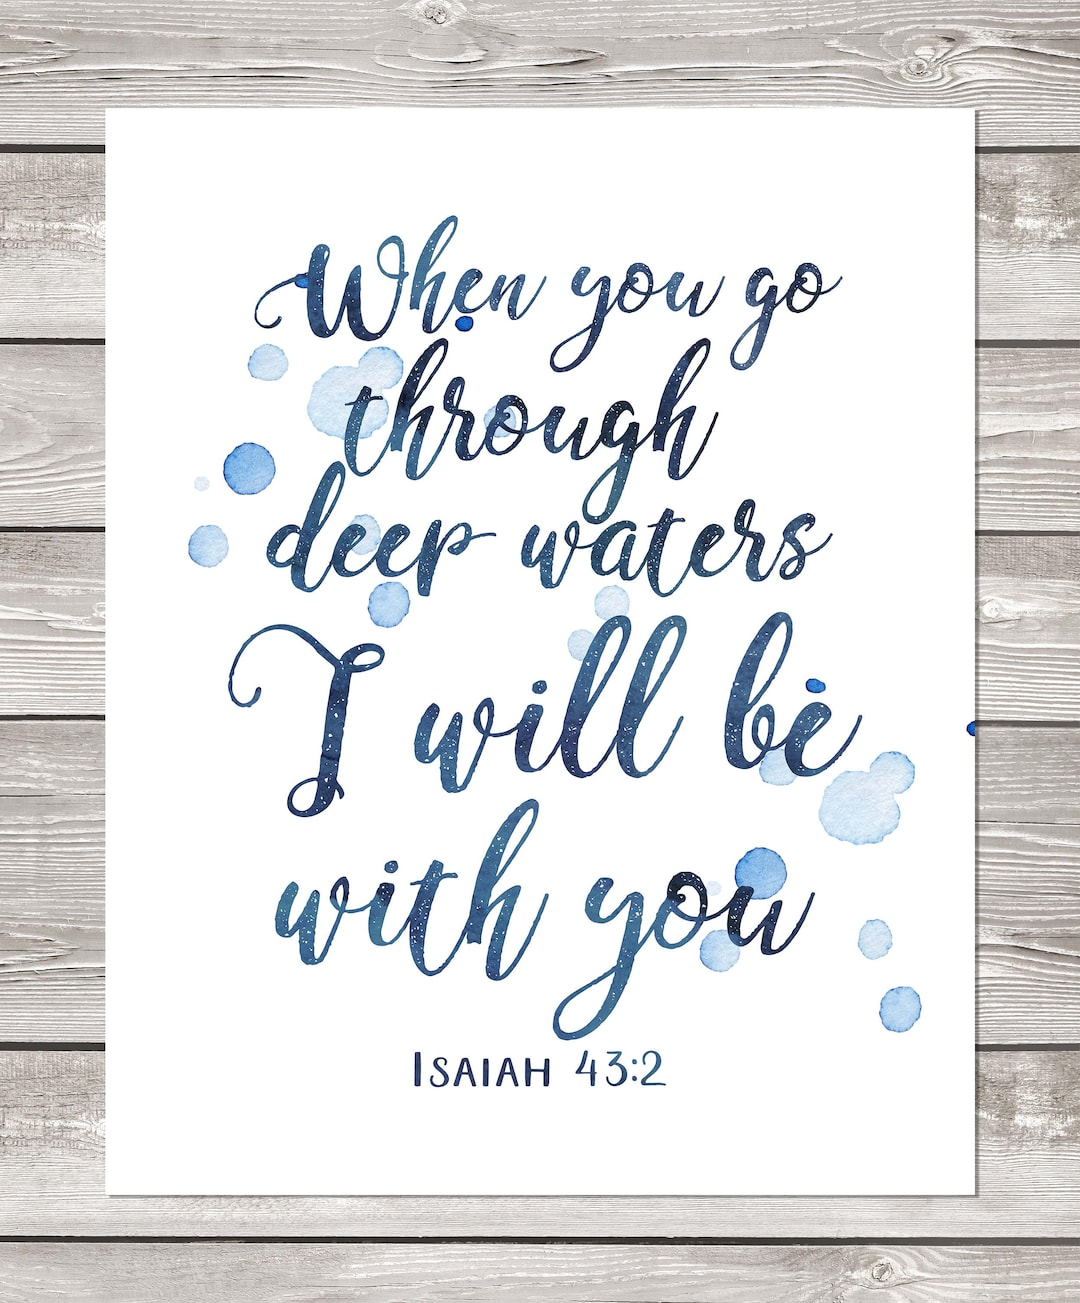 When you go
through
deep waters
I will be
with you
Isaiah 43:2